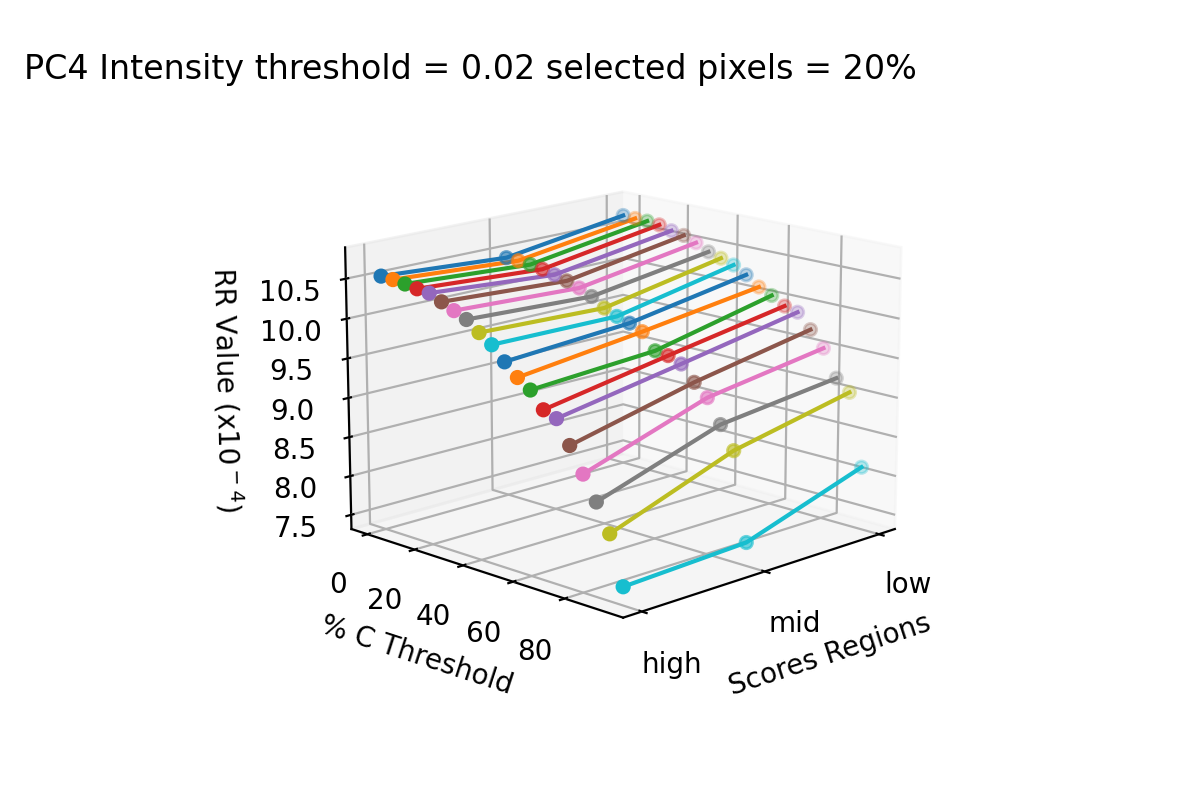 PC4 Intensity threshold = 0.02 selected pixels = 20%
RR Value (x10⁻⁴)
10.5
10.0
9.5
9.0
8.5
8.0
7.5
0
20
40
60
80
% C Threshold
low
mid
high
Scores Regions